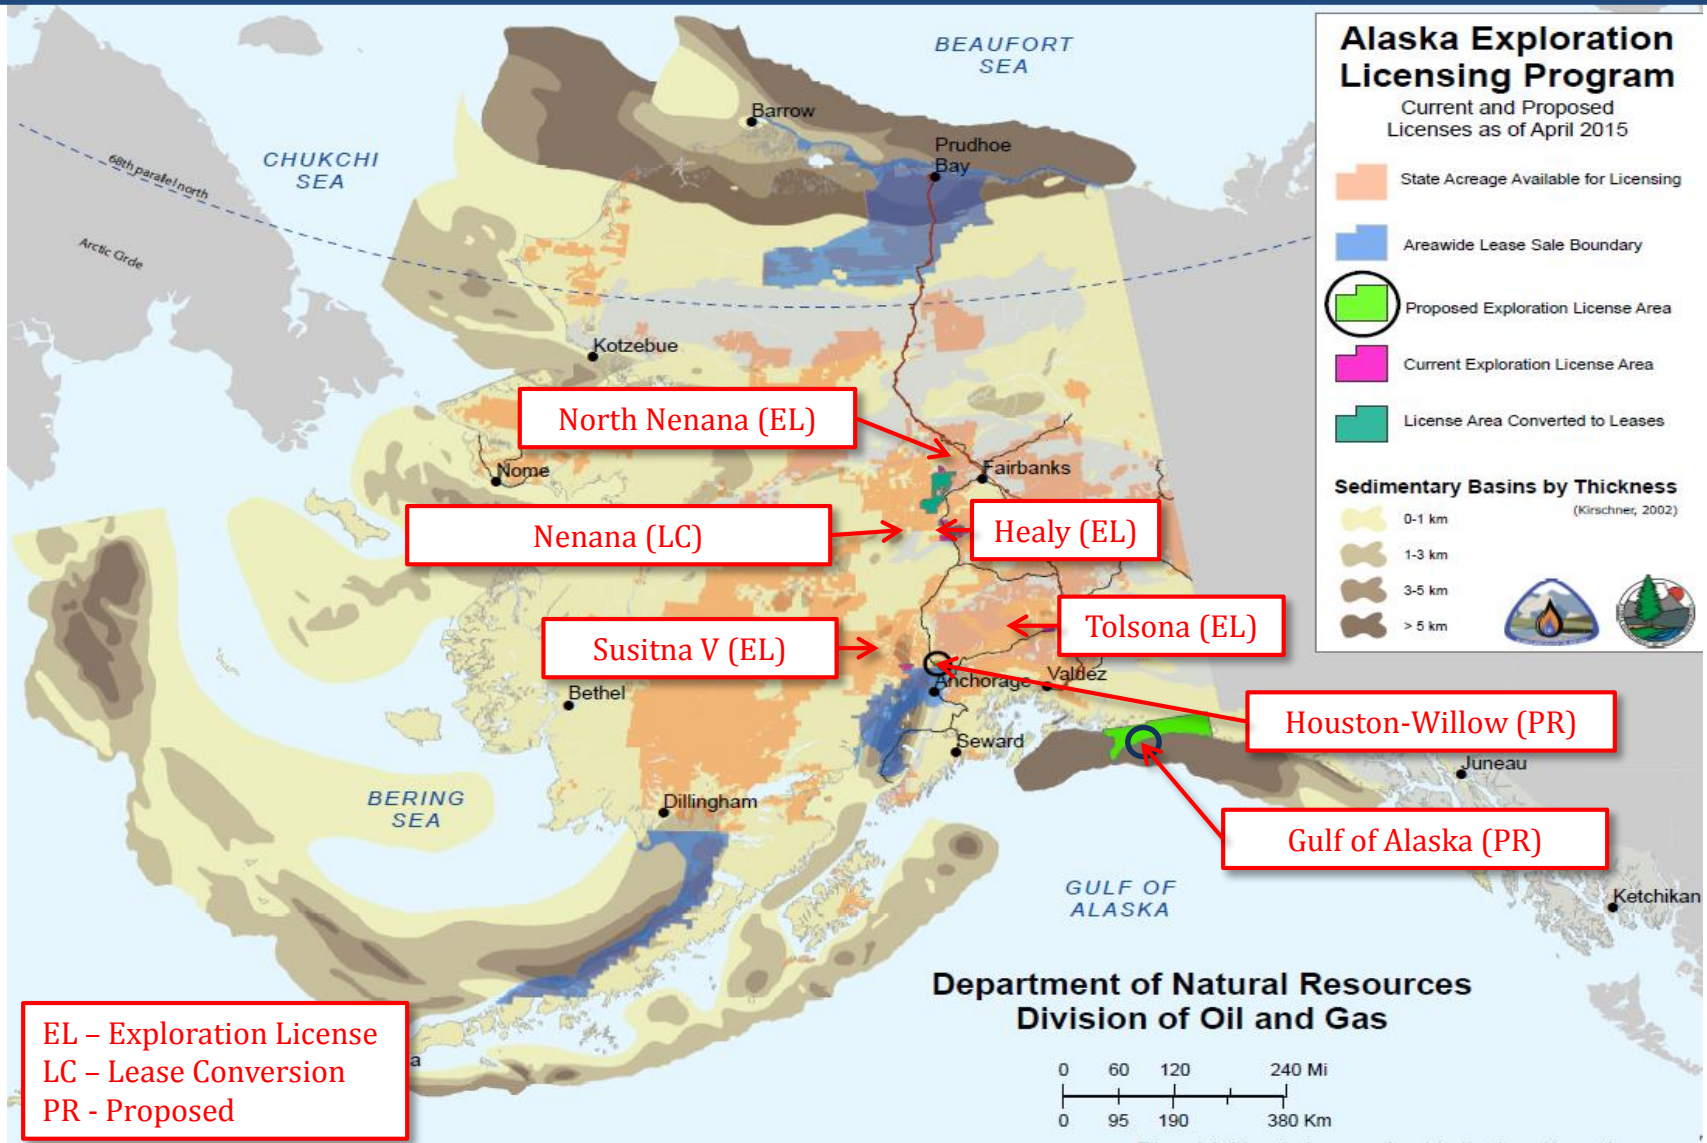 BEAUFORT
SEA
Barrow
Prudhoe
Bay
CHUKCHI
SEA
68th parallel north
Arctic Circle
Kotzebue
North Nenana (EL)
Fairbanks
Nome
Nenana (LC)
Healy (EL)
Tolsona (EL)
Susitna V (EL)
Bethel
Anchorage
Valdez
Houston-Willow (PR)
Seward
Juneau
BERING
SEA
Dillingham
Gulf of Alaska (PR)
GULF OF
ALASKA
Ketchikan
Alaska Exploration
Licensing Program
Current and Proposed
Licenses as of April 2015
State Acreage Available for Licensing
Areawide Lease Sale Boundary
Proposed Exploration License Area
Current Exploration License Area
License Area Converted to Leases
Sedimentary Basins by Thickness
(Kirschner, 2002)
0-1 km
1-3 km
3-5 km
> 5 km
Department of Natural Resources
Division of Oil and Gas
0 60 120 240 Mi
0 95 190 380 Km
EL – Exploration License
LC – Lease Conversion
PR - Proposed
a